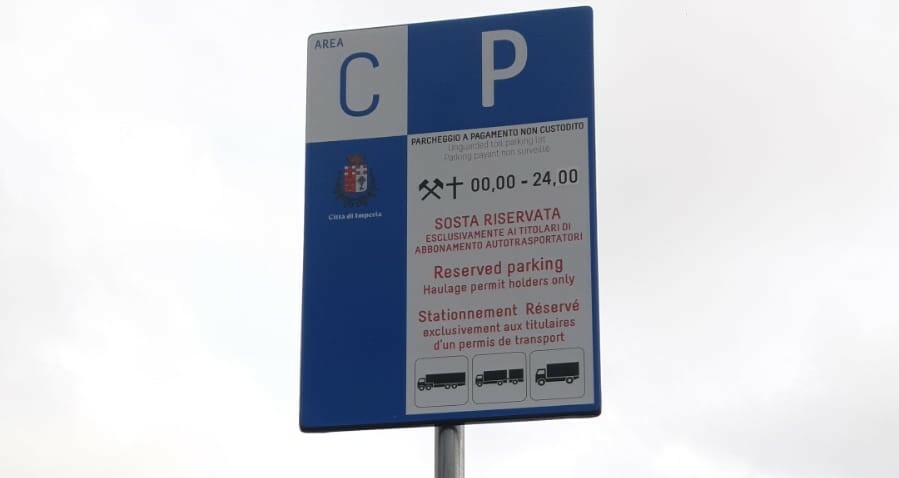 AREA
C
P
PARCHEGGIO A PAGAMENTO NON CUSTODITO
Unguarded toll parking lot
Parking payant non surveillé
00,00 - 24,00
Città di Imperia
SOSTA RISERVATA
ESCLUSIVAMENTE AI TITOLARI DI
ABBONAMENTO AUTOTRASPORTATORI
Reserved parking
Haulage permit holders only
Stationnement Réservé
exclusivement aux titulaires
d'un permis de transport